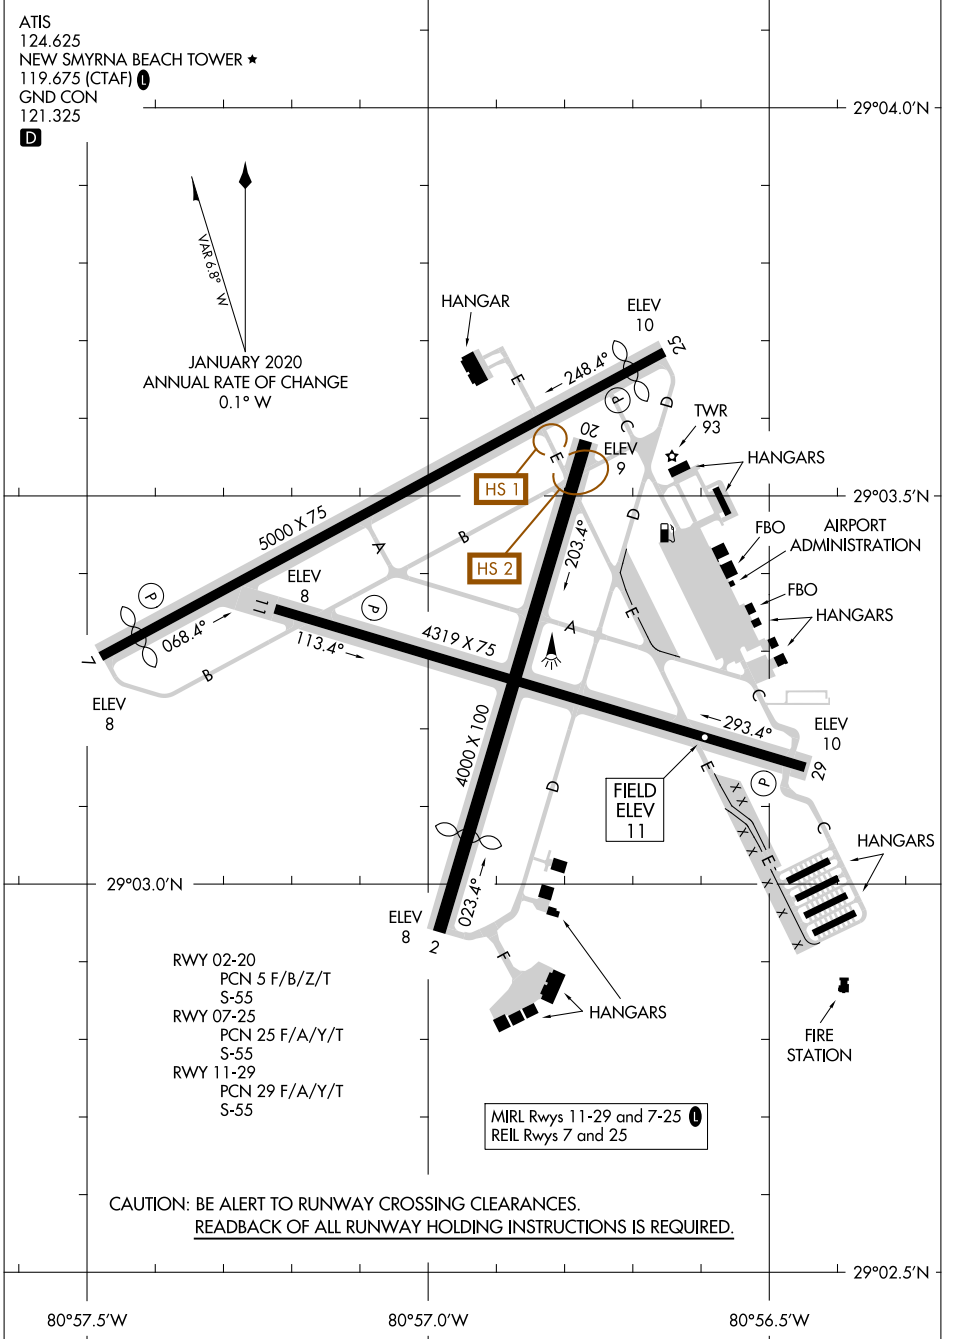 ATIS
124.625
NEW SMYRNA BEACH TOWER ★
119.675 (CTAF) L
GND CON
121.325
D
29°04.0'N
VAR 6.8° W
JANUARY 2020
ANNUAL RATE OF CHANGE
0.1° W
HANGAR
ELEV
10
25
248.4°
E
P
C
D
TWR
93
20
HANGARS
ELEV
9
E
HS 1
29°03.5'N
5000 X 75
D
FBO
AIRPORT
ADMINISTRATION
A
B
203.4°
HS 2
ELEV
8
FBO
P
11
P
E
HANGARS
068.4°
113.4°
4319 X 75
A
7
B
C
ELEV
8
4000 X 100
293.4°
ELEV
10
29
E
P
D
FIELD
ELEV
11
X
X
X
X
C
HANGARS
E
X
29°03.0'N
X
X
X
023.4°
ELEV
8
2
F
RWY 02-20
PCN 5 F/B/Z/T
S-55
RWY 07-25
PCN 25 F/A/Y/T
S-55
RWY 11-29
PCN 29 F/A/Y/T
S-55
HANGARS
FIRE
STATION
MIRL Rwys 11-29 and 7-25 L
REIL Rwys 7 and 25
CAUTION: BE ALERT TO RUNWAY CROSSING CLEARANCES.
READBACK OF ALL RUNWAY HOLDING INSTRUCTIONS IS REQUIRED.
29°02.5'N
80°57.5'W
80°57.0'W
80°56.5'W